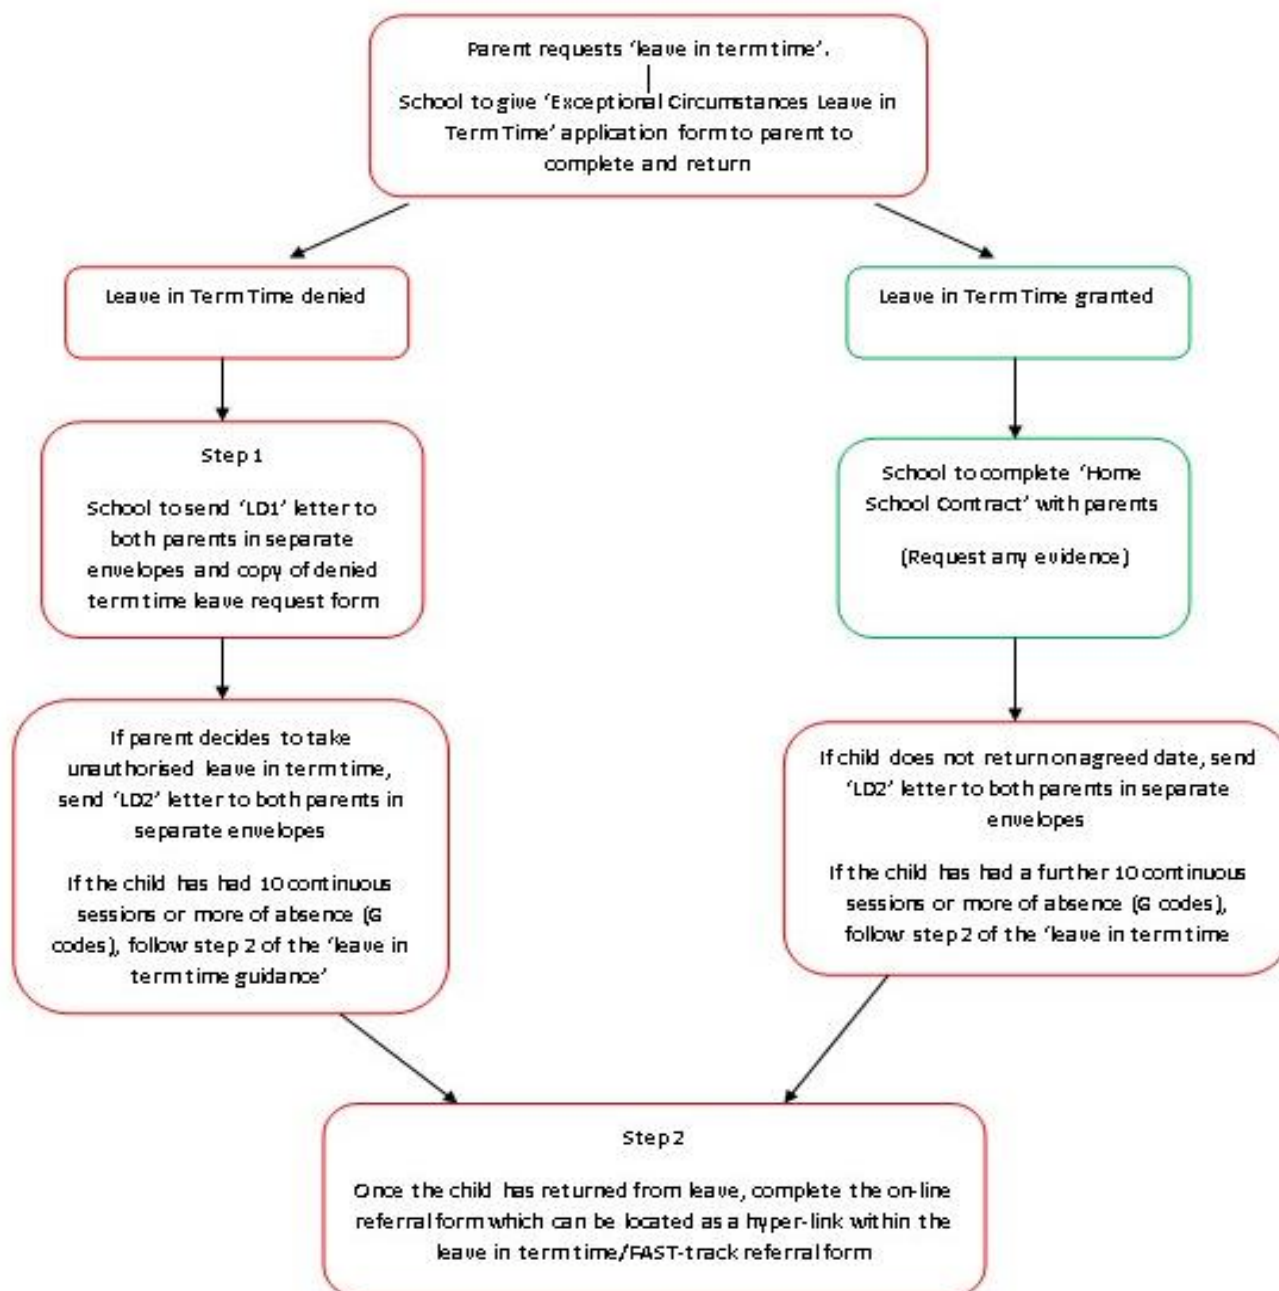 Parent requests ‘leave in term time’.
School to give ‘Exceptional Circumstances Leave in
Term Time’ application form to parent to
complete and return
Leave in Term Time denied
Leave in Term Time granted
Step 1
School to send ‘LD1’ letter to
both parents in separate
envelopes and copy of denied
term time leave request form
School to complete ‘Home
School Contract’ with parents
(Request any evidence)
If parent decides to take
unauthorised leave in term time,
send ‘LD2’ letter to both parents in
separate envelopes
If the child has had 10 continuous
sessions or more of absence (G
codes), follow step 2 of the ‘leave in
term time guidance’
If child does not return on agreed date, send
‘LD2’ letter to both parents in separate
envelopes
If the child has had a further 10 continuous
sessions or more of absence (G codes),
follow step 2 of the ‘leave in term time
Step 2
Once the child has returned from leave, complete the on-line
referral form which can be located as a hyper-link within the
leave in term time/FAST-track referral form